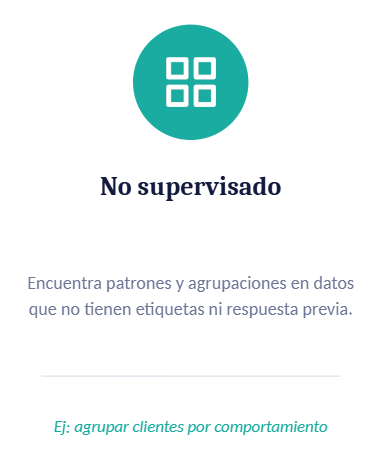 No supervisado
Encuentra patrones y agrupaciones en datos
que no tienen etiquetas ni respuesta previa.
Ej: agrupar clientes por comportamiento